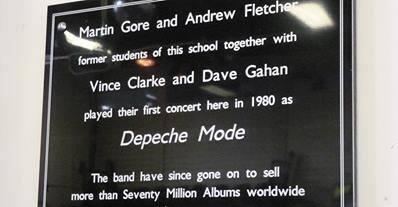 Martin Gore and Andrew Fletcher
former students of this school together with
Vince Clarke and Dave Gahan
played their first concert here in 1980 as
Depeche Mode
The band have since gone on to sell
more than Seventy Million Albums worldwide